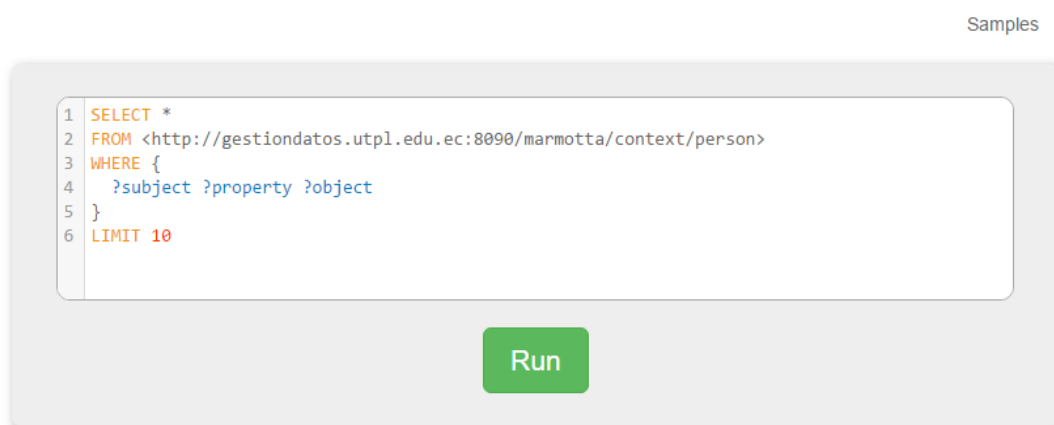 Samples
1 SELECT *
2 FROM <http://gestiondatos.utpl.edu.ec:8090/marmotta/context/person>
3 WHERE {
4   ?subject ?property ?object
5 }
6 LIMIT 10
Run